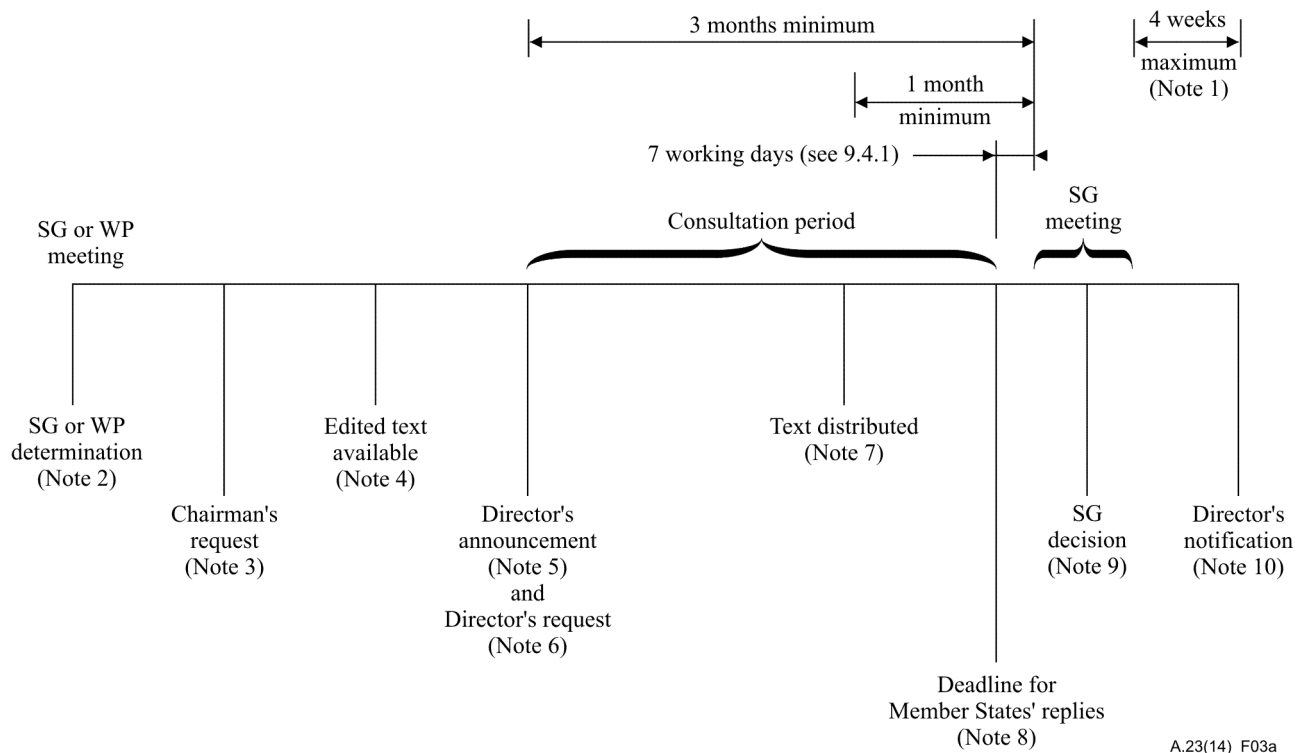 3 months minimum
4 weeks
maximum
(Note 1)
1 month
minimum
7 working days (see 9.4.1)
SG or WP
meeting
Consultation period
SG
meeting
SG or WP
determination
(Note 2)
Chairman's
request
(Note 3)
Edited text
available
(Note 4)
Director's
announcement
(Note 5)
and
Director's request
(Note 6)
Text distributed
(Note 7)
Deadline for
Member States' replies
(Note 8)
SG
decision
(Note 9)
Director's
notification
(Note 10)
A.23(14)_F03a